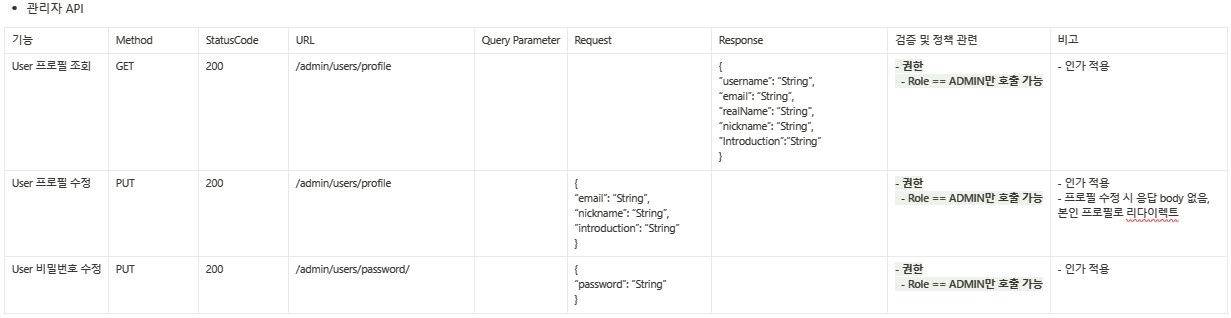 • 관리자 API
기능 Method StatusCode URL Query Parameter Request Response 검증 및 정책 관련 비고
User 프로필 조회 GET 200 /admin/users/profile
{
“username”: “String”,
“email”: “String”,
“realName”: “String”,
“nickname”: “String”,
“Introduction”:“String”
}
- 권한
- Role == ADMIN만 호출 가능
- 인가 적용
User 프로필 수정 PUT 200 /admin/users/profile
{
“email”: “String”,
“nickname”: “String”,
“introduction”: “String”
}
- 권한
- Role == ADMIN만 호출 가능
- 인가 적용
- 프로필 수정 시 응답 body 없음,
본인 프로필로 리다이렉트
User 비밀번호 수정 PUT 200 /admin/users/password/
{
“password”: “String”
}
- 권한
- Role == ADMIN만 호출 가능
- 인가 적용